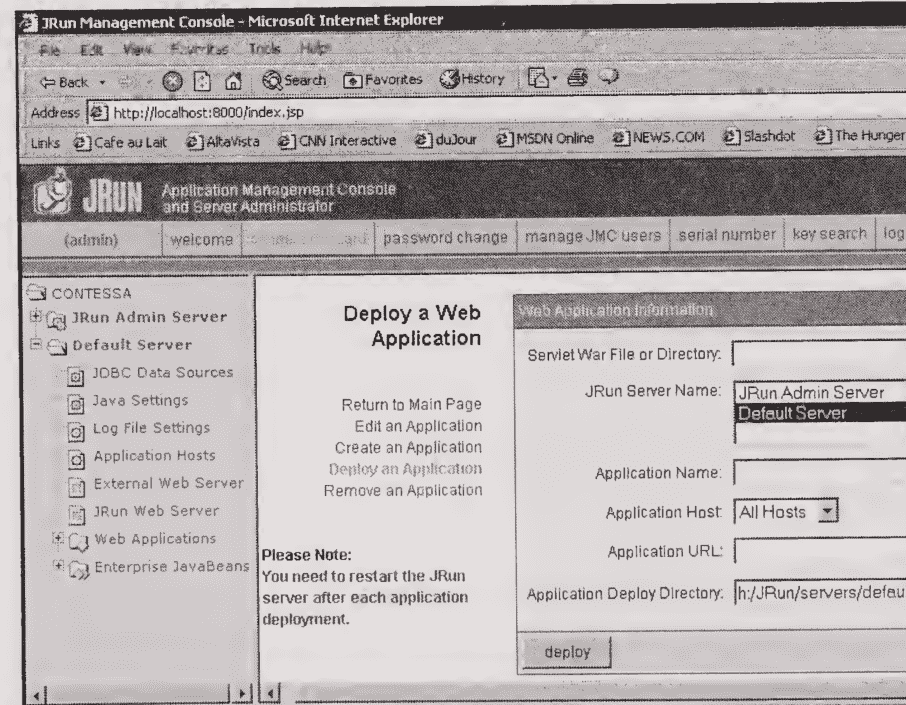 JRun Management Console - Microsoft Internet Explorer
File Edit View Favorites Tools Help
Back Search Favorites History
Address http://localhost:8000/index.jsp
Links Cafe au Lait AltaVista CNN Interactive duJour MSDN Online NEWS.COM Slashdot The Hunger
JRUN Application Management Console
and Server Administrator
(admin) welcome password change manage JMC users serial number key search log
CONTESSA
JRun Admin Server
Default Server
JDBC Data Sources
Java Settings
Log File Settings
Application Hosts
External Web Server
JRun Web Server
Web Applications
Enterprise JavaBeans
Deploy a Web
Application
Return to Main Page
Edit an Application
Create an Application
Deploy an Application
Remove an Application
Please Note:
You need to restart the JRun
server after each application
deployment.
Web Application Information
Servlet War File or Directory:
JRun Server Name: JRun Admin Server
Default Server
Application Name:
Application Host: All Hosts
Application URL:
Application Deploy Directory: h:/JRun/servers/defau
deploy